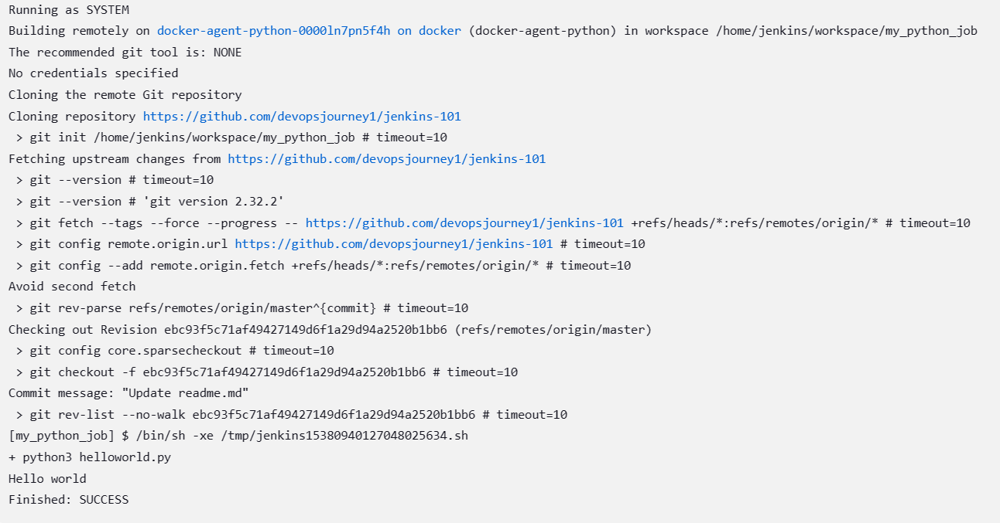 Running as SYSTEM
Building remotely on docker-agent-python-0000ln7pn5f4h on docker (docker-agent-python) in workspace /home/jenkins/workspace/my_python_job
The recommended git tool is: NONE
No credentials specified
Cloning the remote Git repository
Cloning repository https://github.com/devopsjourney1/jenkins-101
 > git init /home/jenkins/workspace/my_python_job # timeout=10
Fetching upstream changes from https://github.com/devopsjourney1/jenkins-101
 > git --version # timeout=10
 > git --version # 'git version 2.32.2'
 > git fetch --tags --force --progress -- https://github.com/devopsjourney1/jenkins-101 +refs/heads/*:refs/remotes/origin/* # timeout=10
 > git config remote.origin.url https://github.com/devopsjourney1/jenkins-101 # timeout=10
 > git config --add remote.origin.fetch +refs/heads/*:refs/remotes/origin/* # timeout=10
Avoid second fetch
 > git rev-parse refs/remotes/origin/master^{commit} # timeout=10
Checking out Revision ebc93f5c71af49427149d6f1a29d94a2520b1bb6 (refs/remotes/origin/master)
 > git config core.sparsecheckout # timeout=10
 > git checkout -f ebc93f5c71af49427149d6f1a29d94a2520b1bb6 # timeout=10
Commit message: "Update readme.md"
 > git rev-list --no-walk ebc93f5c71af49427149d6f1a29d94a2520b1bb6 # timeout=10
[my_python_job] $ /bin/sh -xe /tmp/jenkins15380940127048025634.sh
+ python3 helloworld.py
Hello world
Finished: SUCCESS